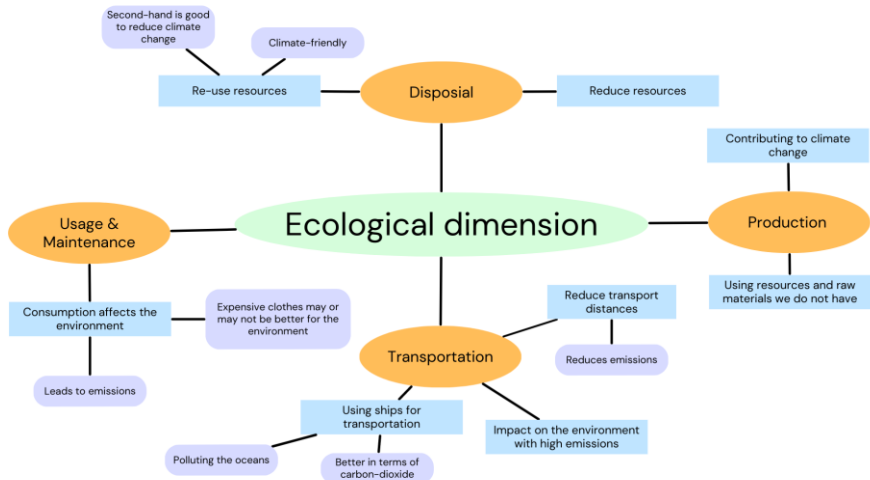 Second-hand is good
to reduce climate
change
Climate-friendly
Re-use resources
Disposial
Reduce resources
Contributing to climate
change
Usage &
Maintenance
Ecological dimension
Production
Consumption affects the
environment
Expensive clothes may or
may not be better for the
environment
Reduce transport
distances
Using resources and raw
materials we do not have
Transportation
Reduces emissions
Leads to emissions
Using ships for
transportation
Impact on the environment
with high emissions
Polluting the oceans
Better in terms of
carbon-dioxide